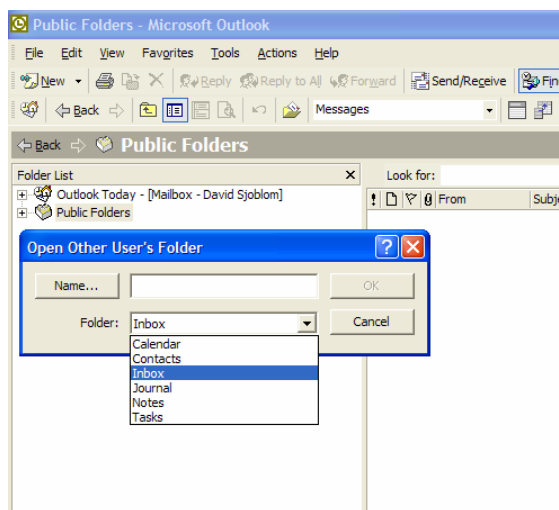 Public Folders - Microsoft Outlook
File Edit View Favorites Tools Actions Help
New Reply Reply to All Forward Send/Receive Find
Back Messages
Back Public Folders
Folder List Look for:
Outlook Today - [Mailbox - David Sjoblom] From Subje
Public Folders
Open Other User's Folder
Name... OK
Folder: Inbox Cancel
Calendar
Contacts
Inbox
Journal
Notes
Tasks